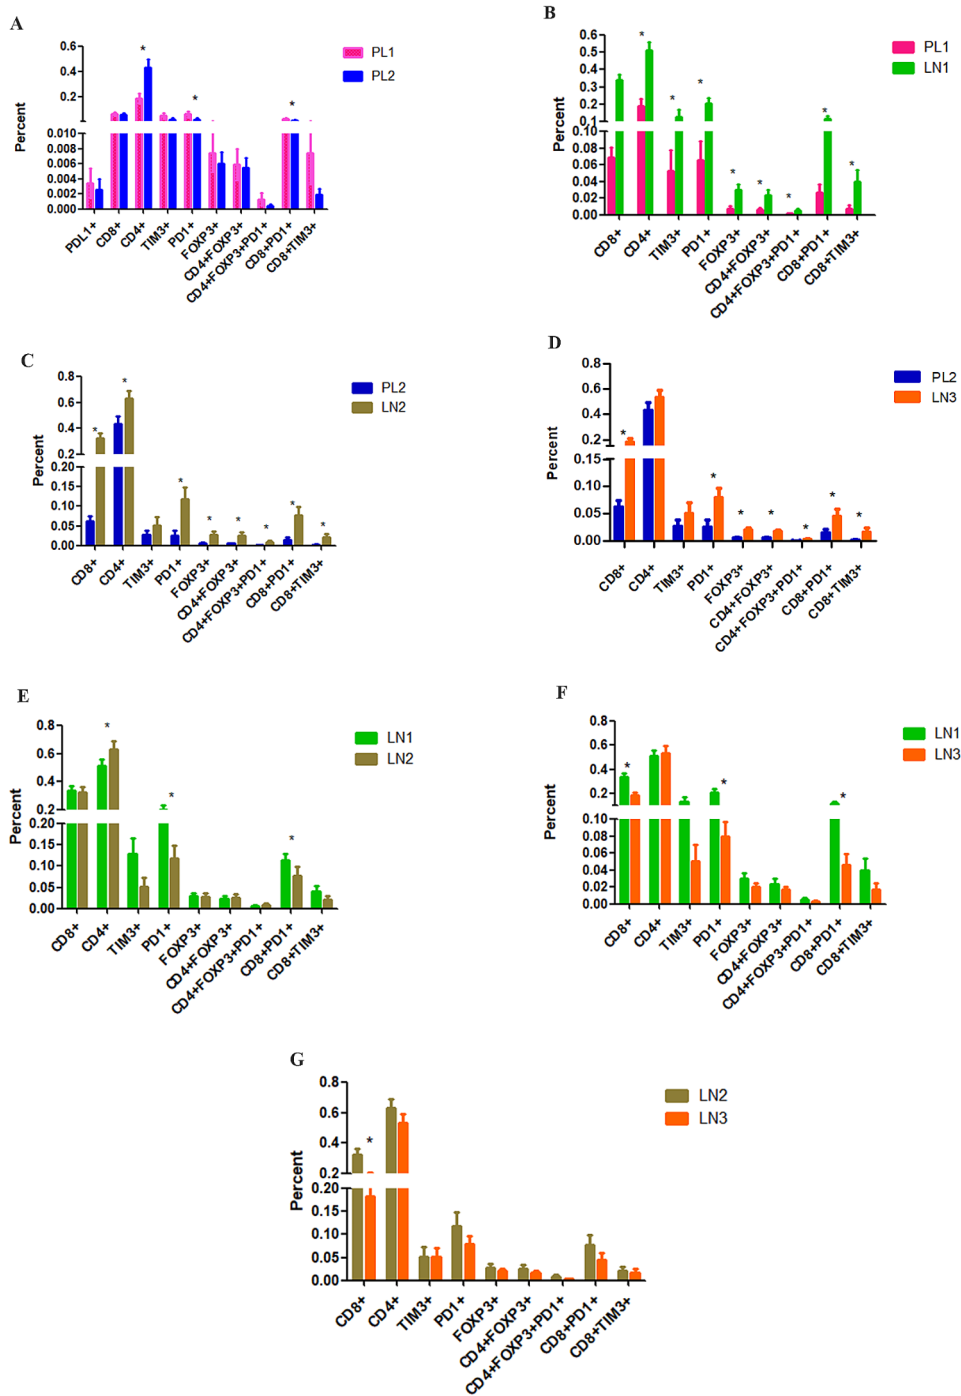 A
Percent
0.6
0.4
0.2
0.010
0.008
0.006
0.004
0.002
0.000
*
*
*
PL1
PL2
PDL1+
CD8+
CD4+
TIM3+
PD1+
FOXP3+
CD4+FOXP3+
CD4+FOXP3+PD1+
CD8+PD1+
CD8+TIM3+
B
Percent
0.6
0.5
0.4
0.3
0.2
0.1
0.10
0.08
0.06
0.04
0.02
0.00
*
*
*
*
*
*
*
*
PL1
LN1
CD8+
CD4+
TIM3+
PD1+
FOXP3+
CD4+FOXP3+
CD4+FOXP3+PD1+
CD8+PD1+
CD8+TIM3+
C
Percent
0.8
0.6
0.4
0.2
0.20
0.15
0.10
0.05
0.00
*
*
*
*
*
*
*
*
PL2
LN2
CD8+
CD4+
TIM3+
PD1+
FOXP3+
CD4+FOXP3+
CD4+FOXP3+PD1+
CD8+PD1+
CD8+TIM3+
D
Percent
0.8
0.6
0.4
0.2
0.15
0.10
0.05
0.00
*
*
*
*
*
*
*
PL2
LN3
CD8+
CD4+
TIM3+
PD1+
FOXP3+
CD4+FOXP3+
CD4+FOXP3+PD1+
CD8+PD1+
CD8+TIM3+
E
Percent
0.8
0.6
0.4
0.2
0.20
0.15
0.10
0.05
0.00
*
*
*
LN1
LN2
CD8+
CD4+
TIM3+
PD1+
FOXP3+
CD4+FOXP3+
CD4+FOXP3+PD1+
CD8+PD1+
CD8+TIM3+
F
Percent
0.8
0.6
0.4
0.2
0.10
0.08
0.06
0.04
0.02
0.00
*
*
*
LN1
LN3
CD8+
CD4+
TIM3+
PD1+
FOXP3+
CD4+FOXP3+
CD4+FOXP3+PD1+
CD8+PD1+
CD8+TIM3+
G
Percent
0.8
0.6
0.4
0.2
0.20
0.15
0.10
0.05
0.00
*
LN2
LN3
CD8+
CD4+
TIM3+
PD1+
FOXP3+
CD4+FOXP3+
CD4+FOXP3+PD1+
CD8+PD1+
CD8+TIM3+